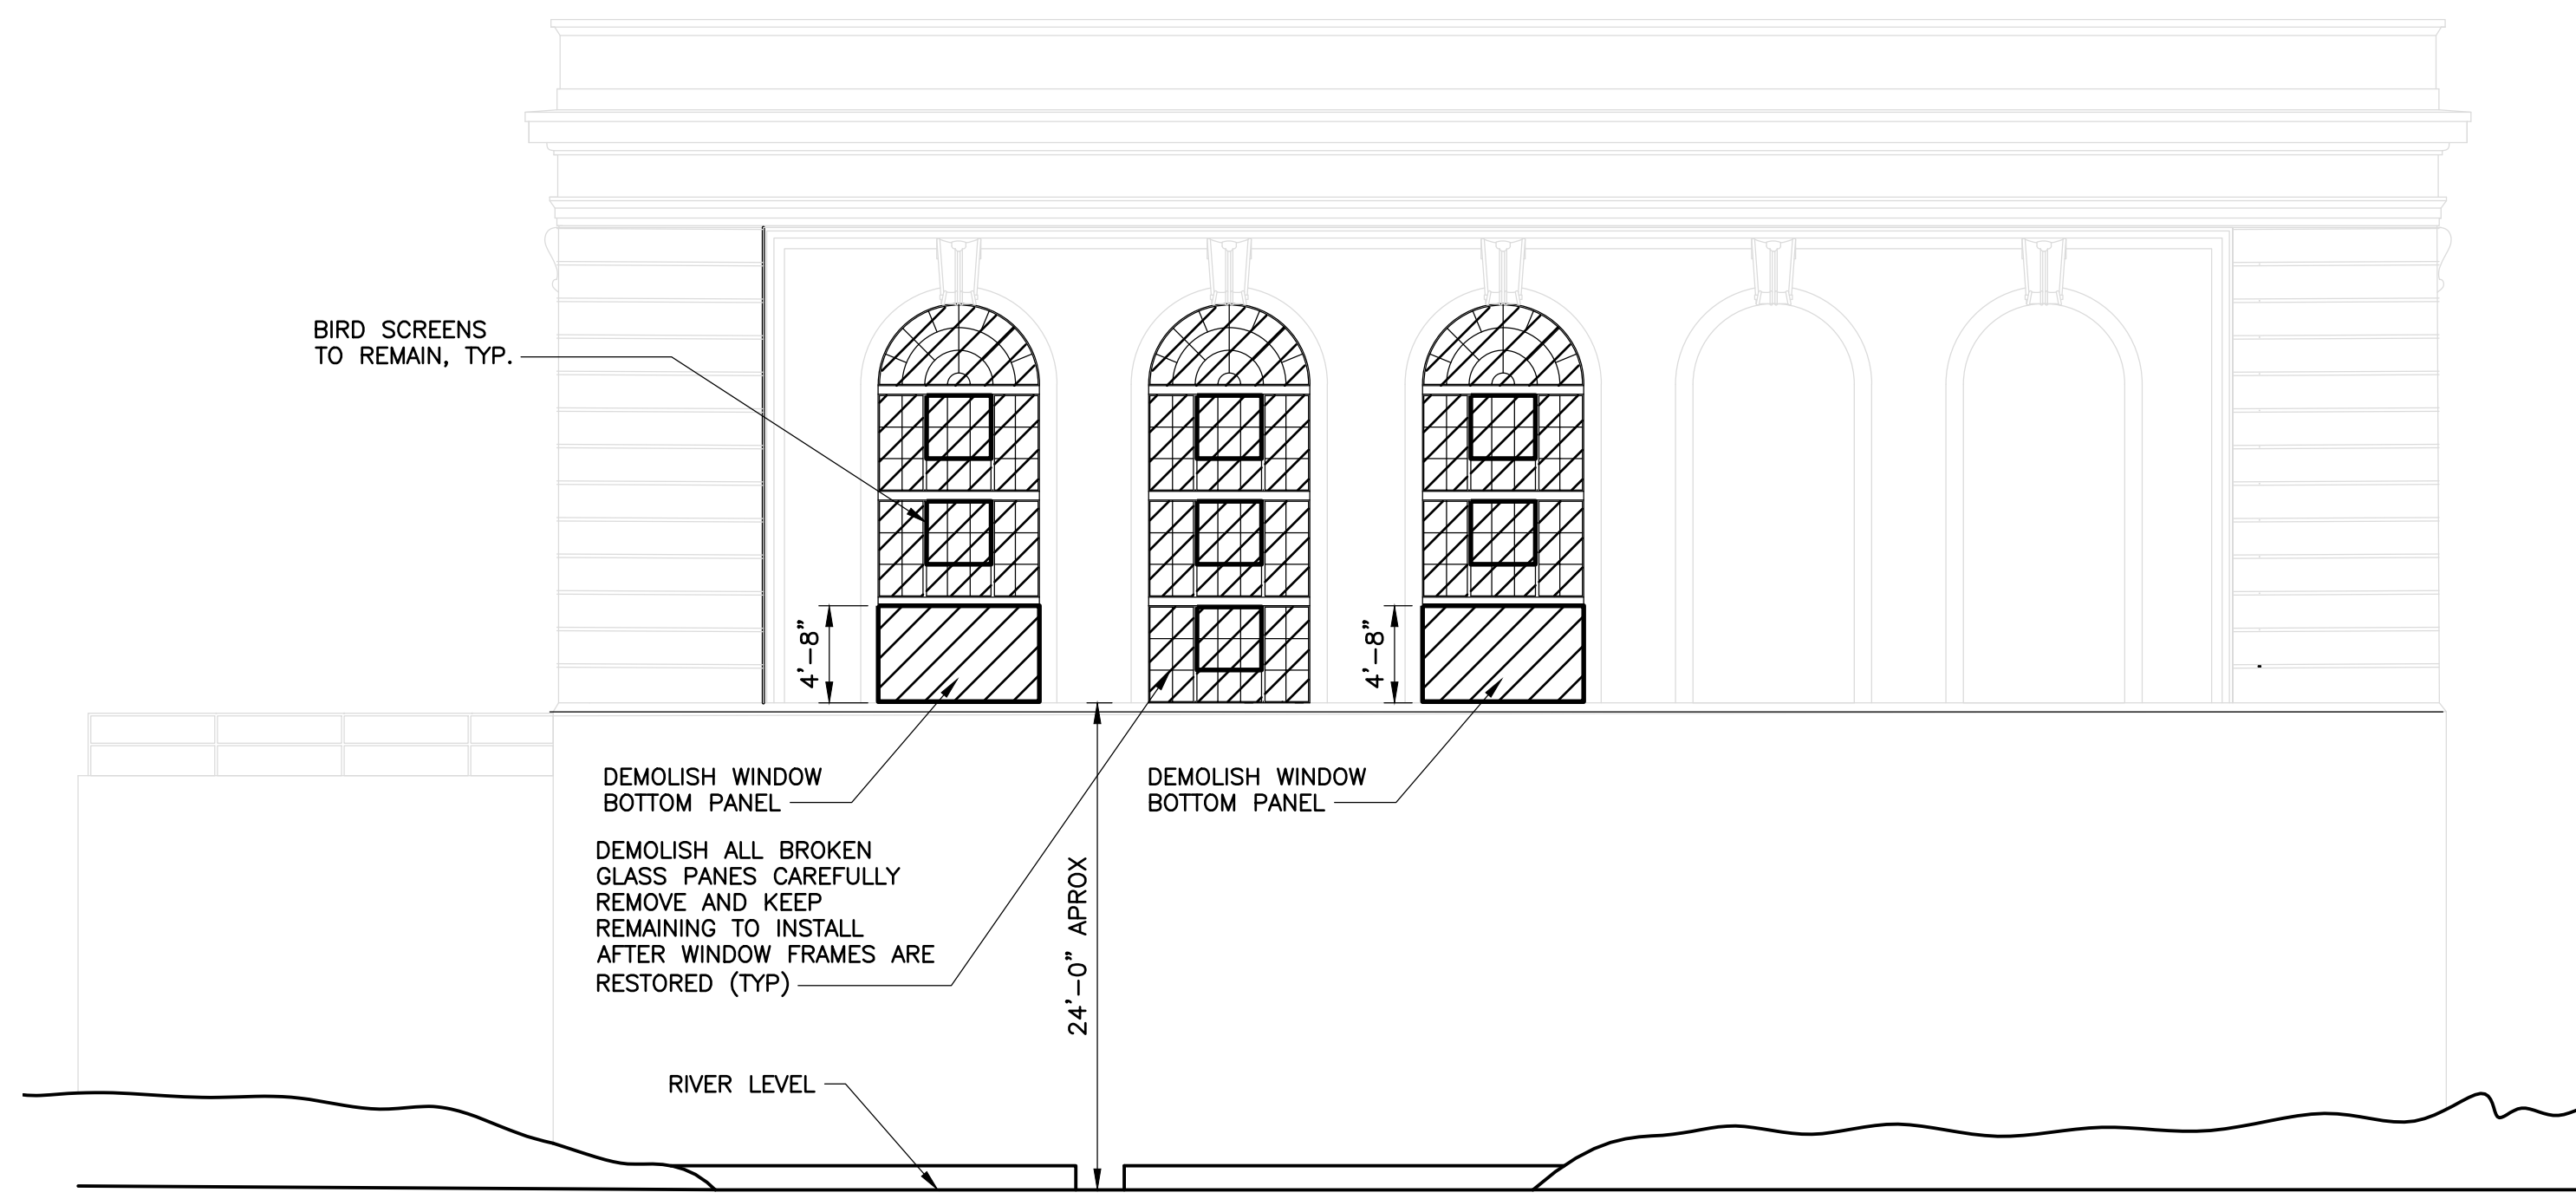 BIRD SCREENS
TO REMAIN, TYP.
4'-8"
4'-8"
DEMOLISH WINDOW
BOTTOM PANEL
DEMOLISH WINDOW
BOTTOM PANEL
DEMOLISH ALL BROKEN
GLASS PANES CAREFULLY
REMOVE AND KEEP
REMAINING TO INSTALL
AFTER WINDOW FRAMES ARE
RESTORED (TYP)
24'-0" APROX
RIVER LEVEL